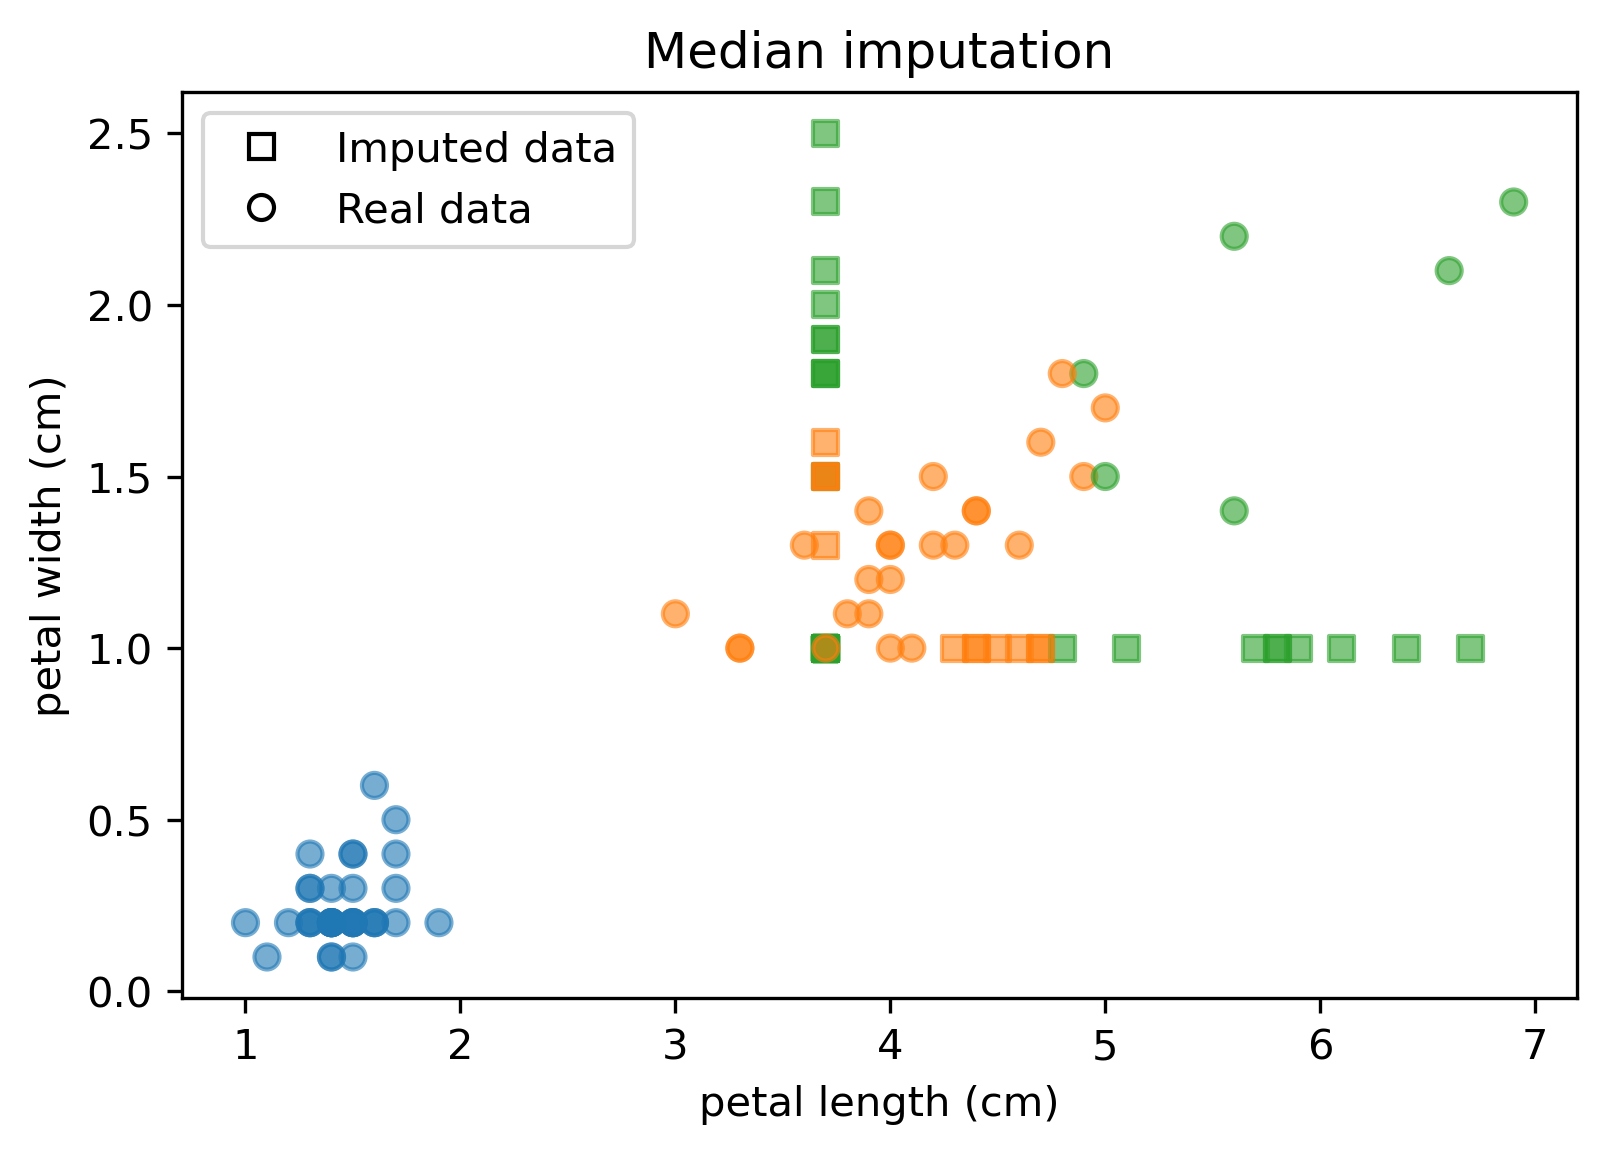 Median imputation
Imputed data
Real data
2.5
2.0
1.5
1.0
0.5
0.0
petal width (cm)
1 2 3 4 5 6 7
petal length (cm)